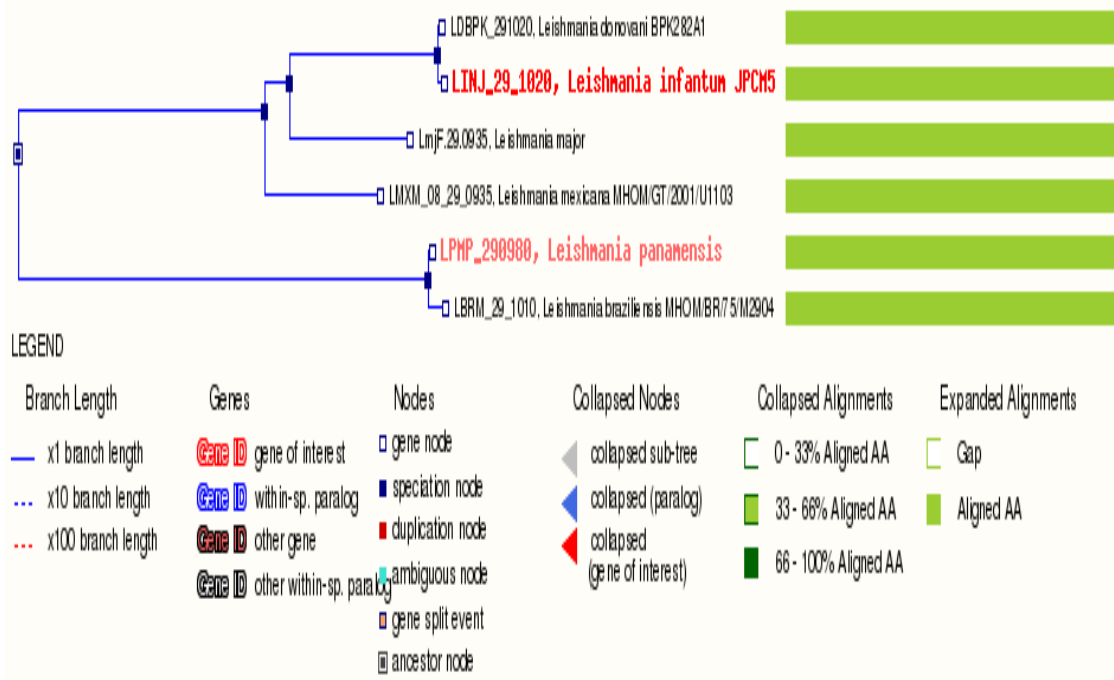 LDBPK_291020, Leishmania donovani BPK282A1
LINJ_29_1020, Leishmania infantum JPCM5
LmjF.29.0935, Leishmania major
LMXM_08_29_0935, Leishmania mexicana MHOM/GT/2001/U1103
LPMP_290980, Leishmania panamensis
LBRM_29_1010, Leishmania braziliensis MHOM/BR/75/M2904
LEGEND
Branch Length
x1 branch length
x10 branch length
x100 branch length
Genes
Gene ID gene of interest
Gene ID within-sp. paralog
Gene ID other gene
Gene ID other within-sp. paralog
Nodes
gene node
speciation node
duplication node
ambiguous node
gene split event
ancestor node
Collapsed Nodes
collapsed sub-tree
collapsed (paralog)
collapsed
(gene of interest)
Collapsed Alignments
0 - 33% Aligned AA
33 - 66% Aligned AA
66 - 100% Aligned AA
Expanded Alignments
Gap
Aligned AA